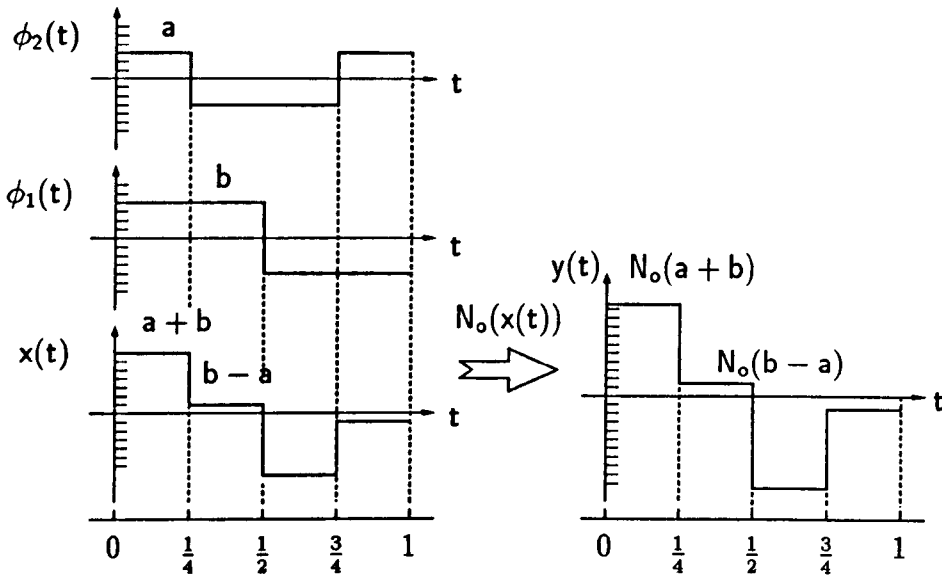 ϕ₂(t)
a
t
ϕ₁(t)
b
t
x(t)
a + b
b − a
t
0 1/4 1/2 3/4 1
Nₒ(x(t))
y(t) Nₒ(a + b)
Nₒ(b − a)
t
0 1/4 1/2 3/4 1